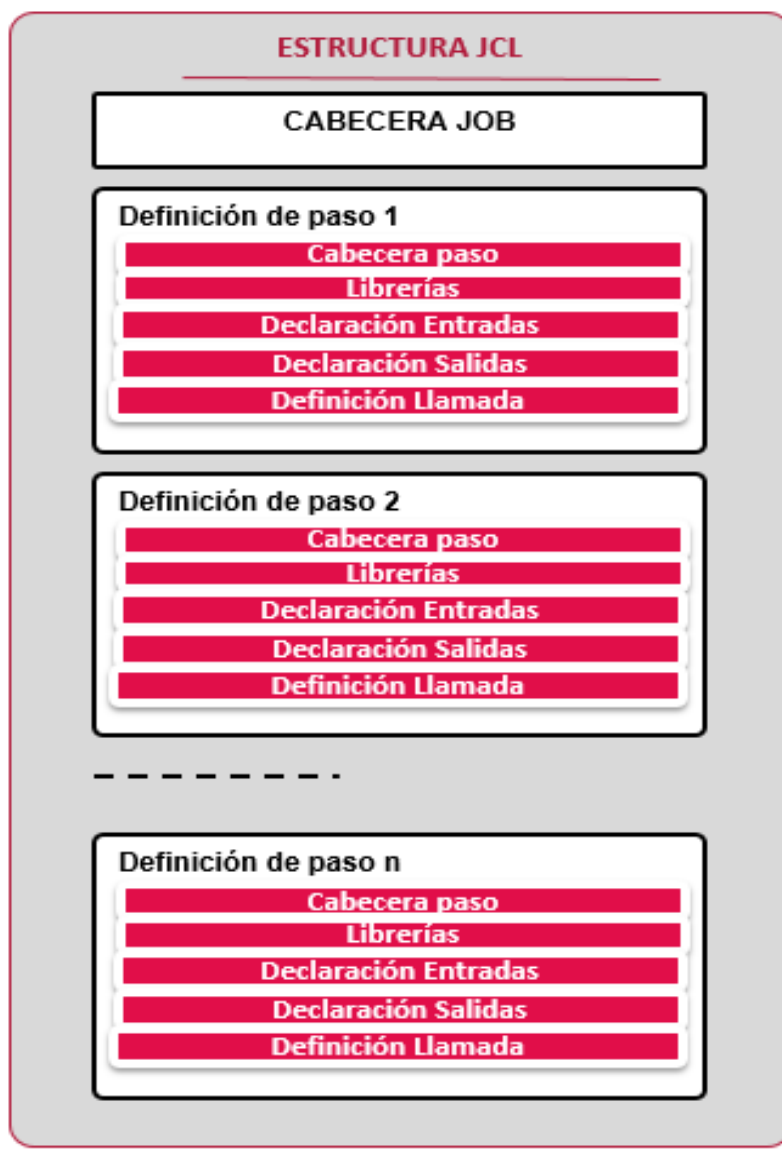 ESTRUCTURA JCL
CABECERA JOB
Definición de paso 1
Cabecera paso
Librerías
Declaración Entradas
Declaración Salidas
Definición Llamada
Definición de paso 2
Cabecera paso
Librerías
Declaración Entradas
Declaración Salidas
Definición Llamada
Definición de paso n
Cabecera paso
Librerías
Declaración Entradas
Declaración Salidas
Definición Llamada